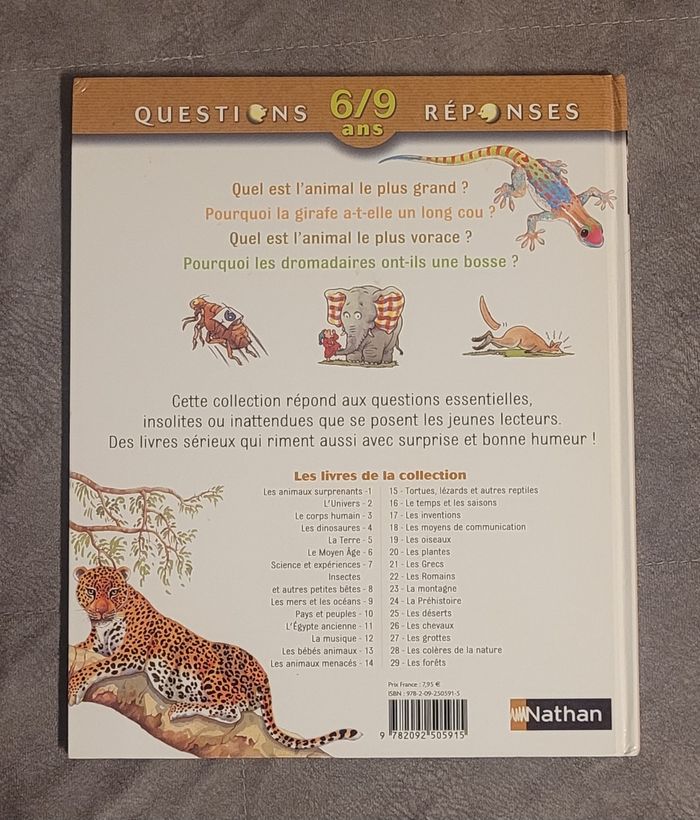 QUESTIONS 6/9 ans RÉPONSES
Quel est l'animal le plus grand ?
Pourquoi la girafe a-t-elle un long cou ?
Quel est l'animal le plus vorace ?
Pourquoi les dromadaires ont-ils une bosse ?
6
Cette collection répond aux questions essentielles,
insolites ou inattendues que se posent les jeunes lecteurs.
Des livres sérieux qui riment aussi avec surprise et bonne humeur !
Les livres de la collection
Les animaux surprenants -1
L'Univers - 2
Le corps humain - 3
Les dinosaures - 4
La Terre - 5
Le Moyen Âge - 6
Science et expériences - 7
Insectes
et autres petites bêtes - 8
Les mers et les océans - 9
Pays et peuples - 10
L'Égypte ancienne - 11
La musique - 12
Les bébés animaux - 13
Les animaux menacés - 14
15 - Tortues, lézards et autres reptiles
16 - Le temps et les saisons
17 - Les inventions
18 - Les moyens de communication
19 - Les oiseaux
20 - Les plantes
21 - Les Grecs
22 - Les Romains
23 - La montagne
24 - La Préhistoire
25 - Les déserts
26 - Les chevaux
27 - Les grottes
28 - Les colères de la nature
29 - Les forêts
Prix France : 7,95 €
ISBN : 978-2-09-250591-5
9 782092 505915
Nathan